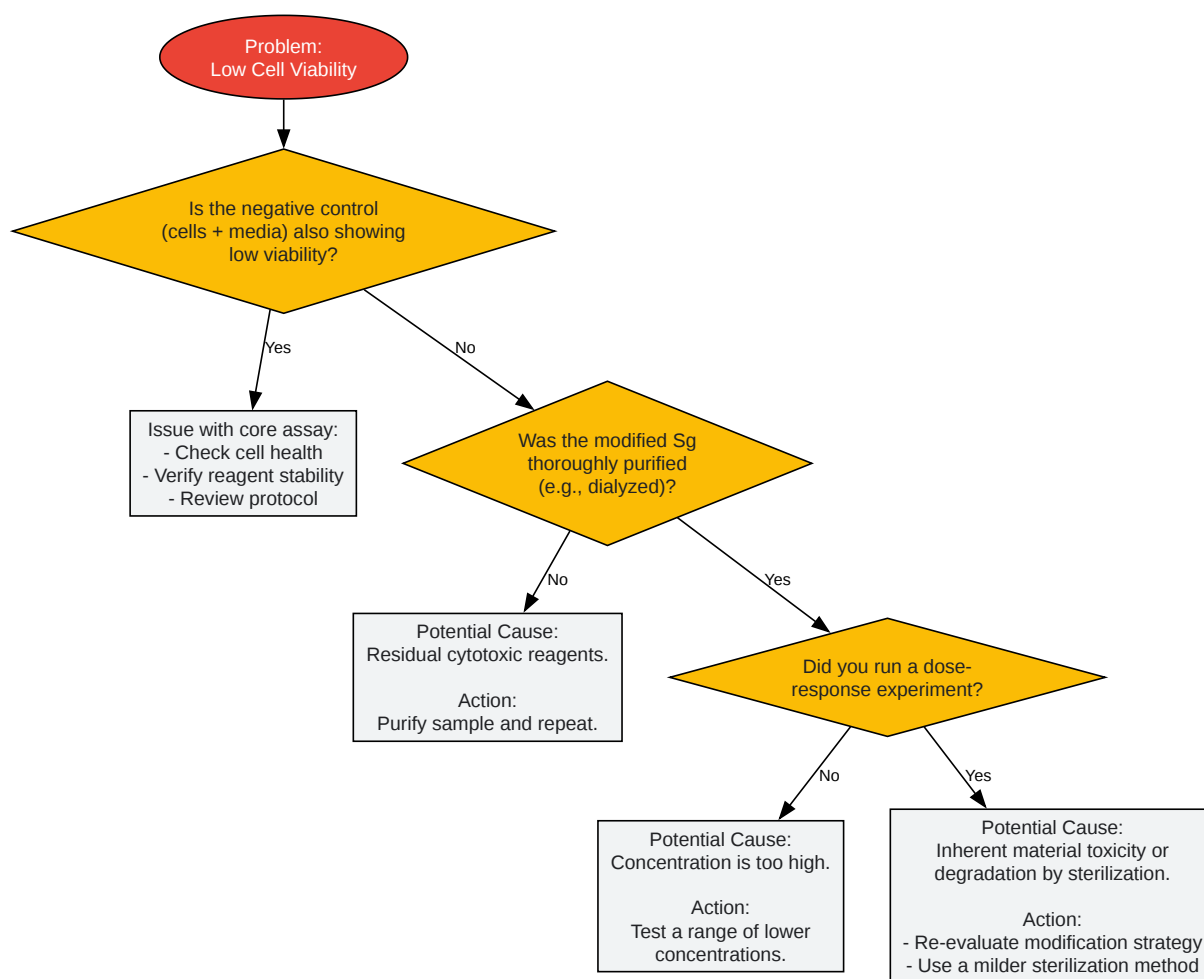 Problem:
Low Cell Viability
Is the negative control
(cells + media) also showing
low viability?
Yes
No
Issue with core assay:
- Check cell health
- Verify reagent stability
- Review protocol
Was the modified Sg
thoroughly purified
(e.g., dialyzed)?
No
Yes
Potential Cause:
Residual cytotoxic reagents.
Action:
Purify sample and repeat.
Did you run a dose-
response experiment?
No
Yes
Potential Cause:
Concentration is too high.
Action:
Test a range of lower
concentrations.
Potential Cause:
Inherent material toxicity or
degradation by sterilization.
Action:
- Re-evaluate modification strategy
- Use a milder sterilization method